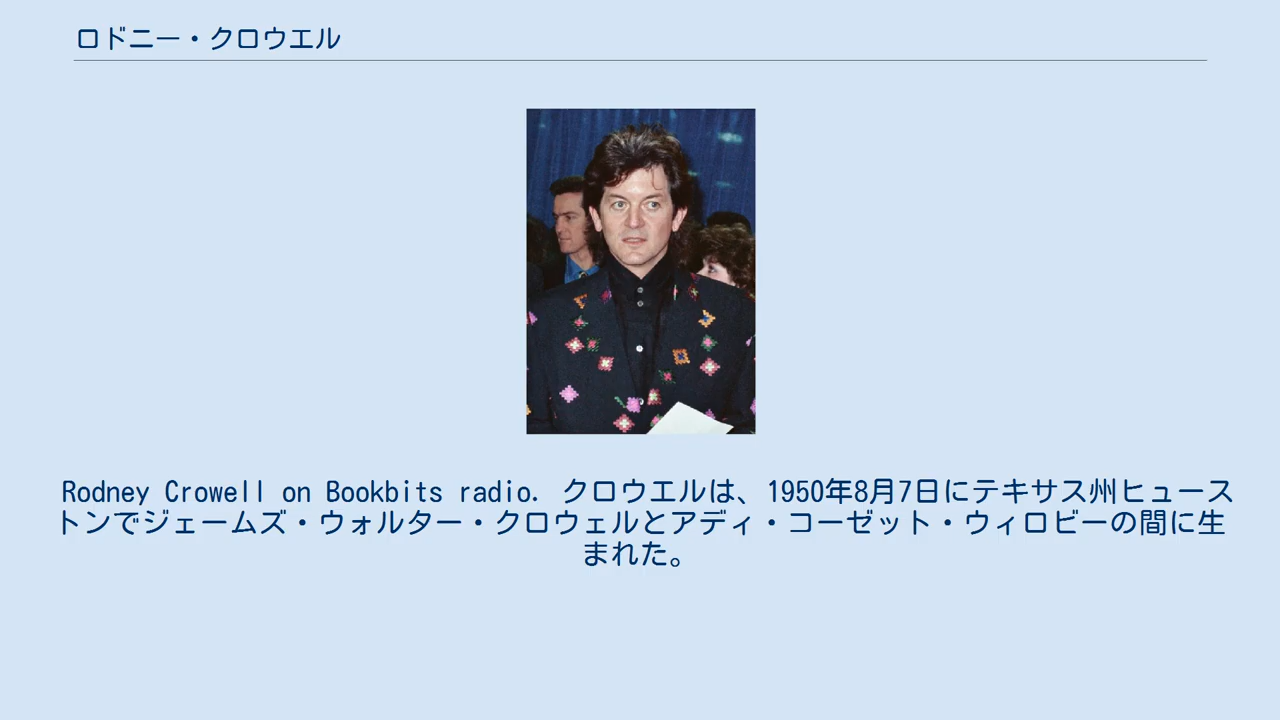 ロドニー・クロウエル
Rodney Crowell on Bookbits radio. クロウエルは、1950年8月7日にテキサス州ヒュース
トンでジェームズ・ウォルター・クロウェルとアディ・コーゼット・ウィロビーの間に生
まれた。